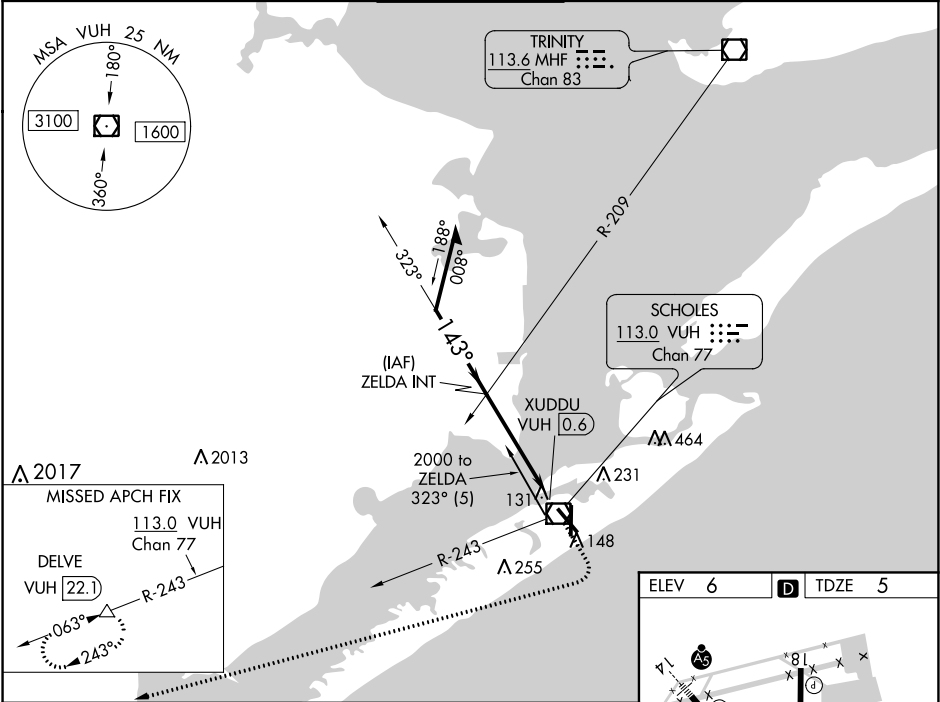 MSA VUH 25 NM
180°
3100
1600
360°
TRINITY
113.6 MHF
Chan 83
R-209
188°
008°
323°
143°
(IAF)
ZELDA INT
SCHOLES
113.0 VUH
Chan 77
XUDDU
VUH 0.6
464
231
2000 to
ZELDA
323° (5)
131
148
R-243
255
2017
2013
MISSED APCH FIX
113.0 VUH
Chan 77
DELVE
VUH 22.1
R-243
063°
243°
ELEV 6 D TDZE 5
A5
14
18
P